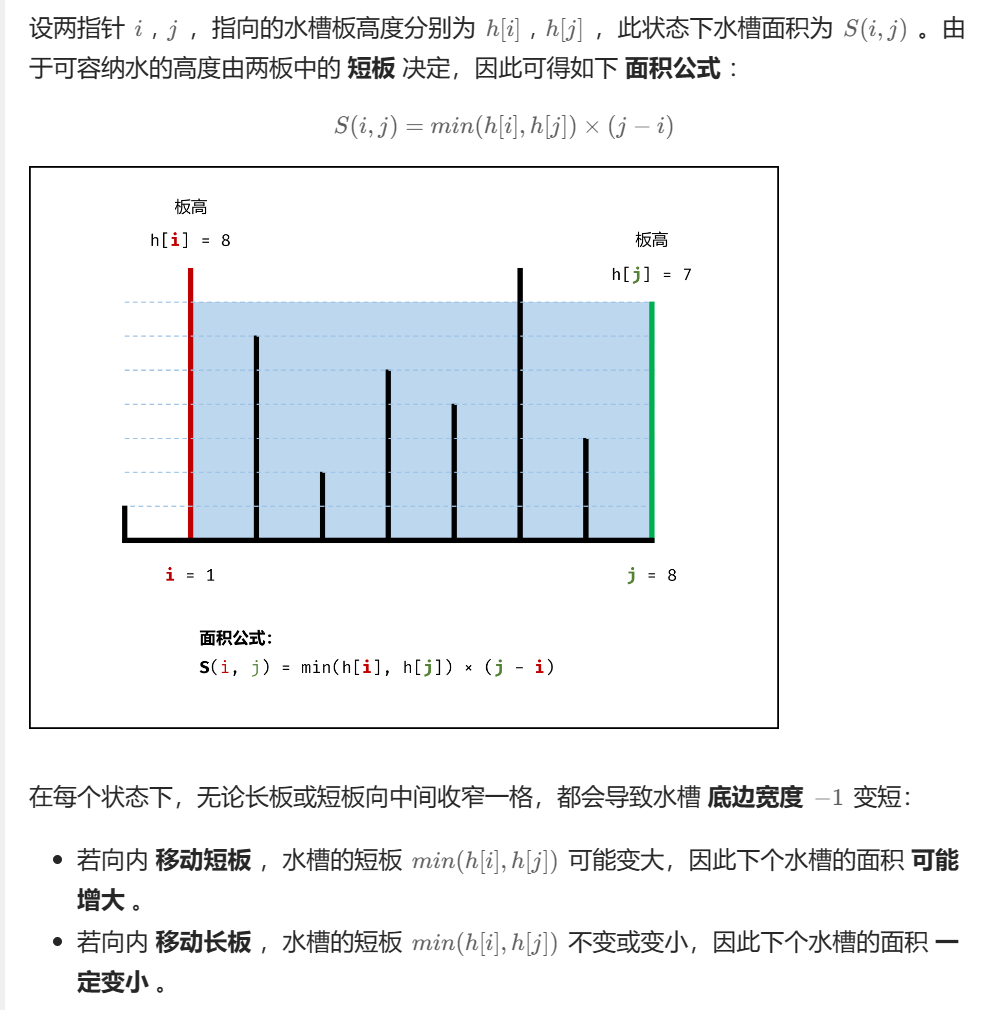 设两指针 i , j ，指向的水槽板高度分别为 h[i] , h[j] ，此状态下水槽面积为 S(i,j) 。由
于可容纳水的高度由两板中的 短板 决定，因此可得如下 面积公式 ：
S(i,j) = min(h[i],h[j]) × (j − i)
板高
h[i] = 8
板高
h[j] = 7
i = 1
j = 8
面积公式:
S(i, j) = min(h[i], h[j]) × (j - i)
在每个状态下，无论长板或短板向中间收窄一格，都会导致水槽 底边宽度 −1 变短：
• 若向内 移动短板 ，水槽的短板 min(h[i],h[j]) 可能变大，因此下个水槽的面积 可能
增大 。
• 若向内 移动长板 ，水槽的短板 min(h[i],h[j]) 不变或变小，因此下个水槽的面积 一
定变小 。